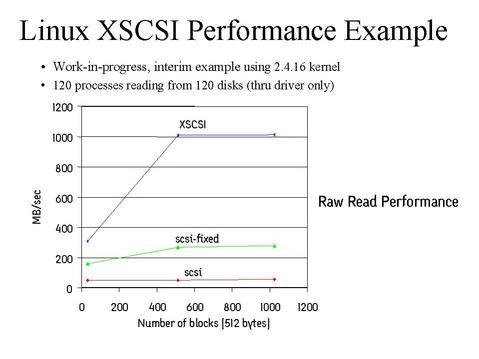 Linux XSCSI Performance Example
• Work-in-progress, interim example using 2.4.16 kernel
• 120 processes reading from 120 disks (thru driver only)
1200
1000
800
600
400
200
0
MB/sec
XSCSI
scsi-fixed
scsi
Raw Read Performance
0 200 400 600 800 1000 1200
Number of blocks (512 bytes)